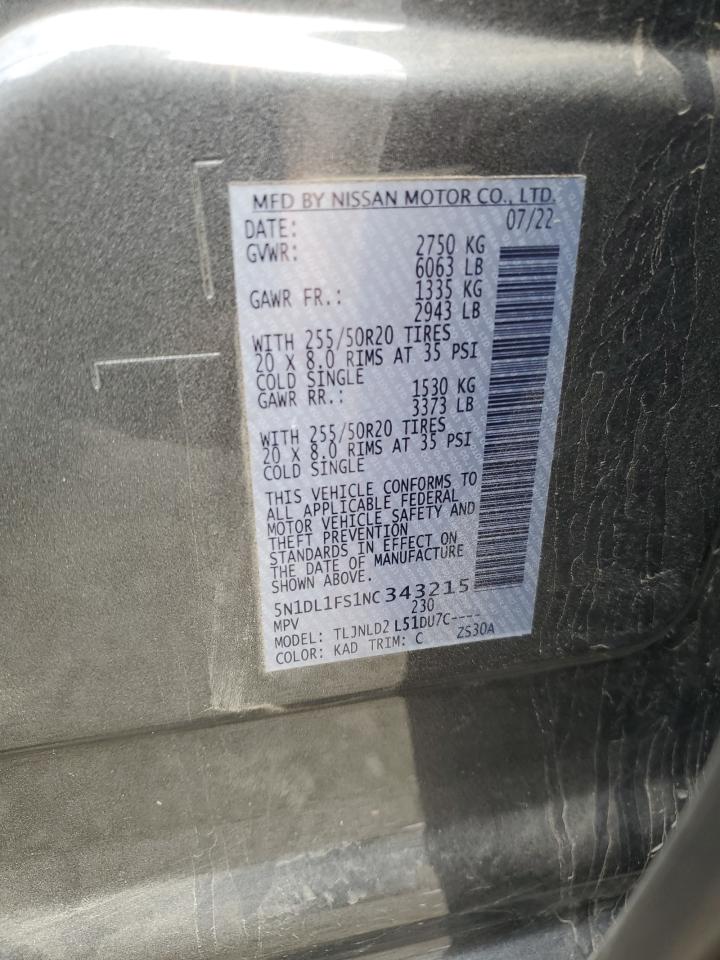 MFD BY NISSAN MOTOR CO., LTD.
DATE: 07/22
GVWR: 2750 KG
6063 LB
GAWR FR.: 1335 KG
2943 LB
WITH 255/50R20 TIRES
20 X 8.0 RIMS AT 35 PSI
COLD SINGLE
GAWR RR.: 1530 KG
3373 LB
WITH 255/50R20 TIRES
20 X 8.0 RIMS AT 35 PSI
COLD SINGLE
THIS VEHICLE CONFORMS TO
ALL APPLICABLE FEDERAL
MOTOR VEHICLE SAFETY AND
THEFT PREVENTION
STANDARDS IN EFFECT ON
THE DATE OF MANUFACTURE
SHOWN ABOVE.
5N1DL1FS1NC343215
MPV 230
MODEL: TLJNLD2 L51DU7C----
COLOR: KAD TRIM: C ZS30A